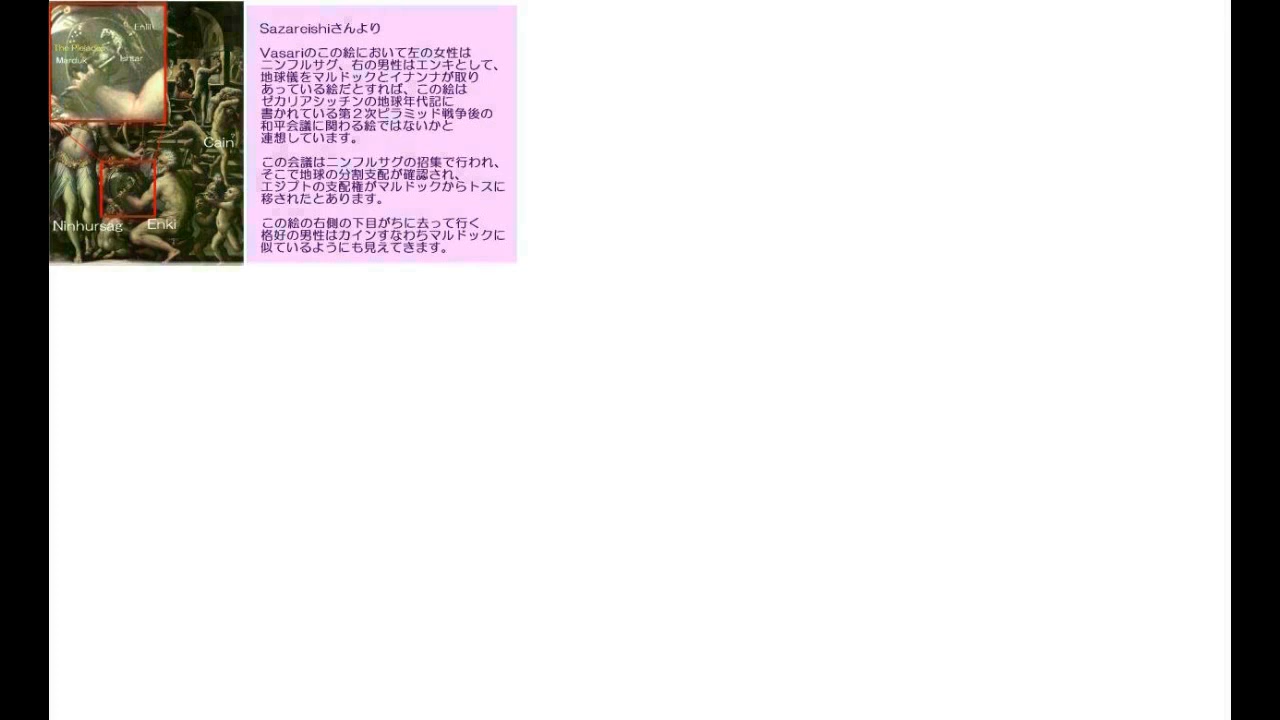 Enlil
The Pleiades
Marduk
Ishtar
Cain?
Ninhursag
Enki
Sazareishiさんより
Vasariのこの絵において左の女性は
ニンフルサグ、右の男性はエンキとして、
地球儀をマルドックとイナンナが取り
あっている絵だとすれば、この絵は
ゼカリアシッチンの地球年代記に
書かれている第２次ピラミッド戦争後の
和平会議に関わる絵ではないかと
連想しています。
この会議はニンフルサグの招集で行われ、
そこで地球の分割支配が確認され、
エジプトの支配権がマルドックからトスに
移されたとあります。
この絵の右側の下目がちに去って行く
格好の男性はカインすなわちマルドックに
似ているようにも見えてきます。